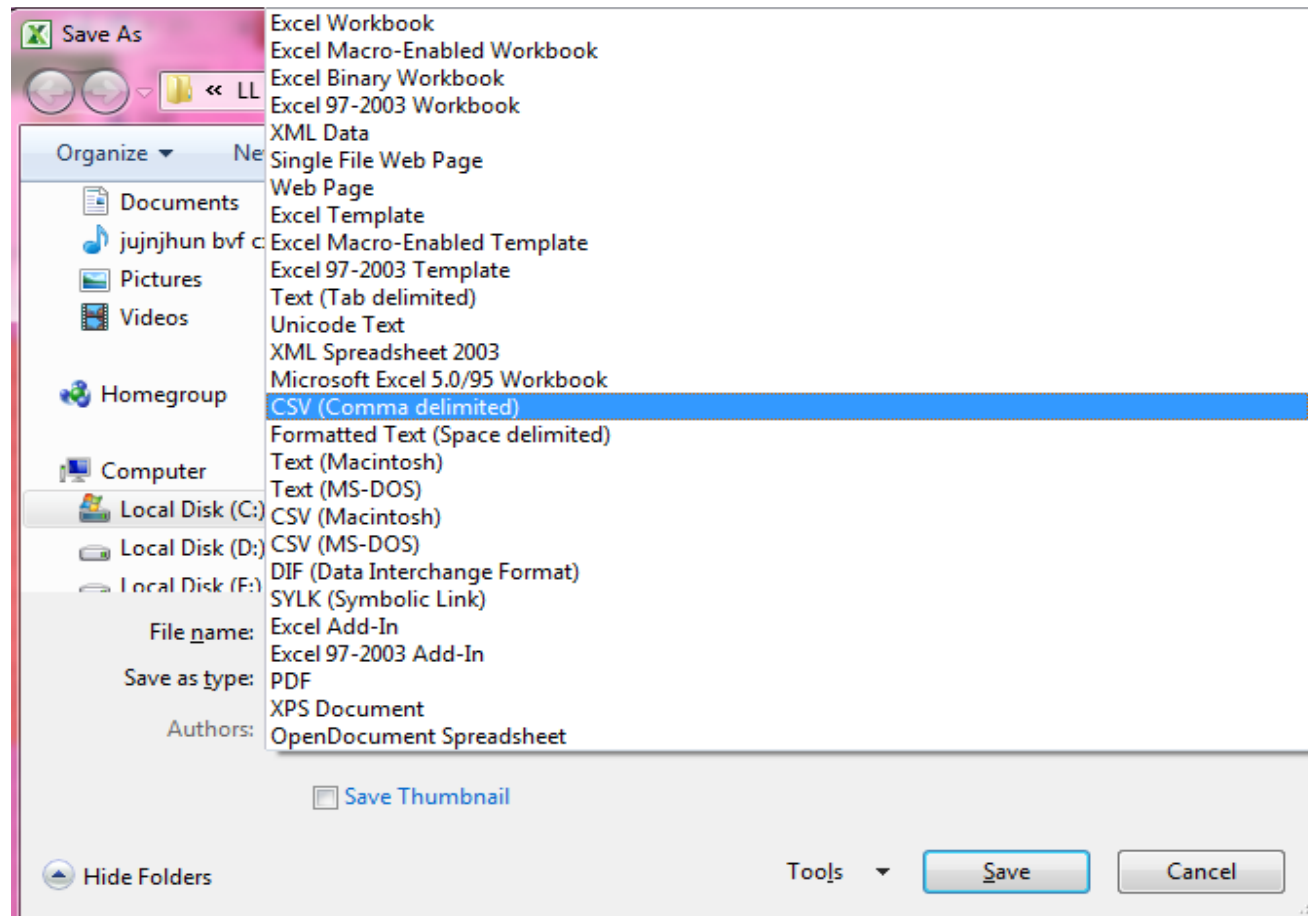 Save As
« LL
Organize
Ne
Documents
jujnjhun bvf c
Pictures
Videos
Homegroup
Computer
Local Disk (C:)
Local Disk (D:)
Local Disk (E:)
Excel Workbook
Excel Macro-Enabled Workbook
Excel Binary Workbook
Excel 97-2003 Workbook
XML Data
Single File Web Page
Web Page
Excel Template
Excel Macro-Enabled Template
Excel 97-2003 Template
Text (Tab delimited)
Unicode Text
XML Spreadsheet 2003
Microsoft Excel 5.0/95 Workbook
CSV (Comma delimited)
Formatted Text (Space delimited)
Text (Macintosh)
Text (MS-DOS)
CSV (Macintosh)
CSV (MS-DOS)
DIF (Data Interchange Format)
SYLK (Symbolic Link)
Excel Add-In
Excel 97-2003 Add-In
PDF
XPS Document
OpenDocument Spreadsheet
File name:
Save as type:
Authors:
Save Thumbnail
Hide Folders
Tools
Save
Cancel